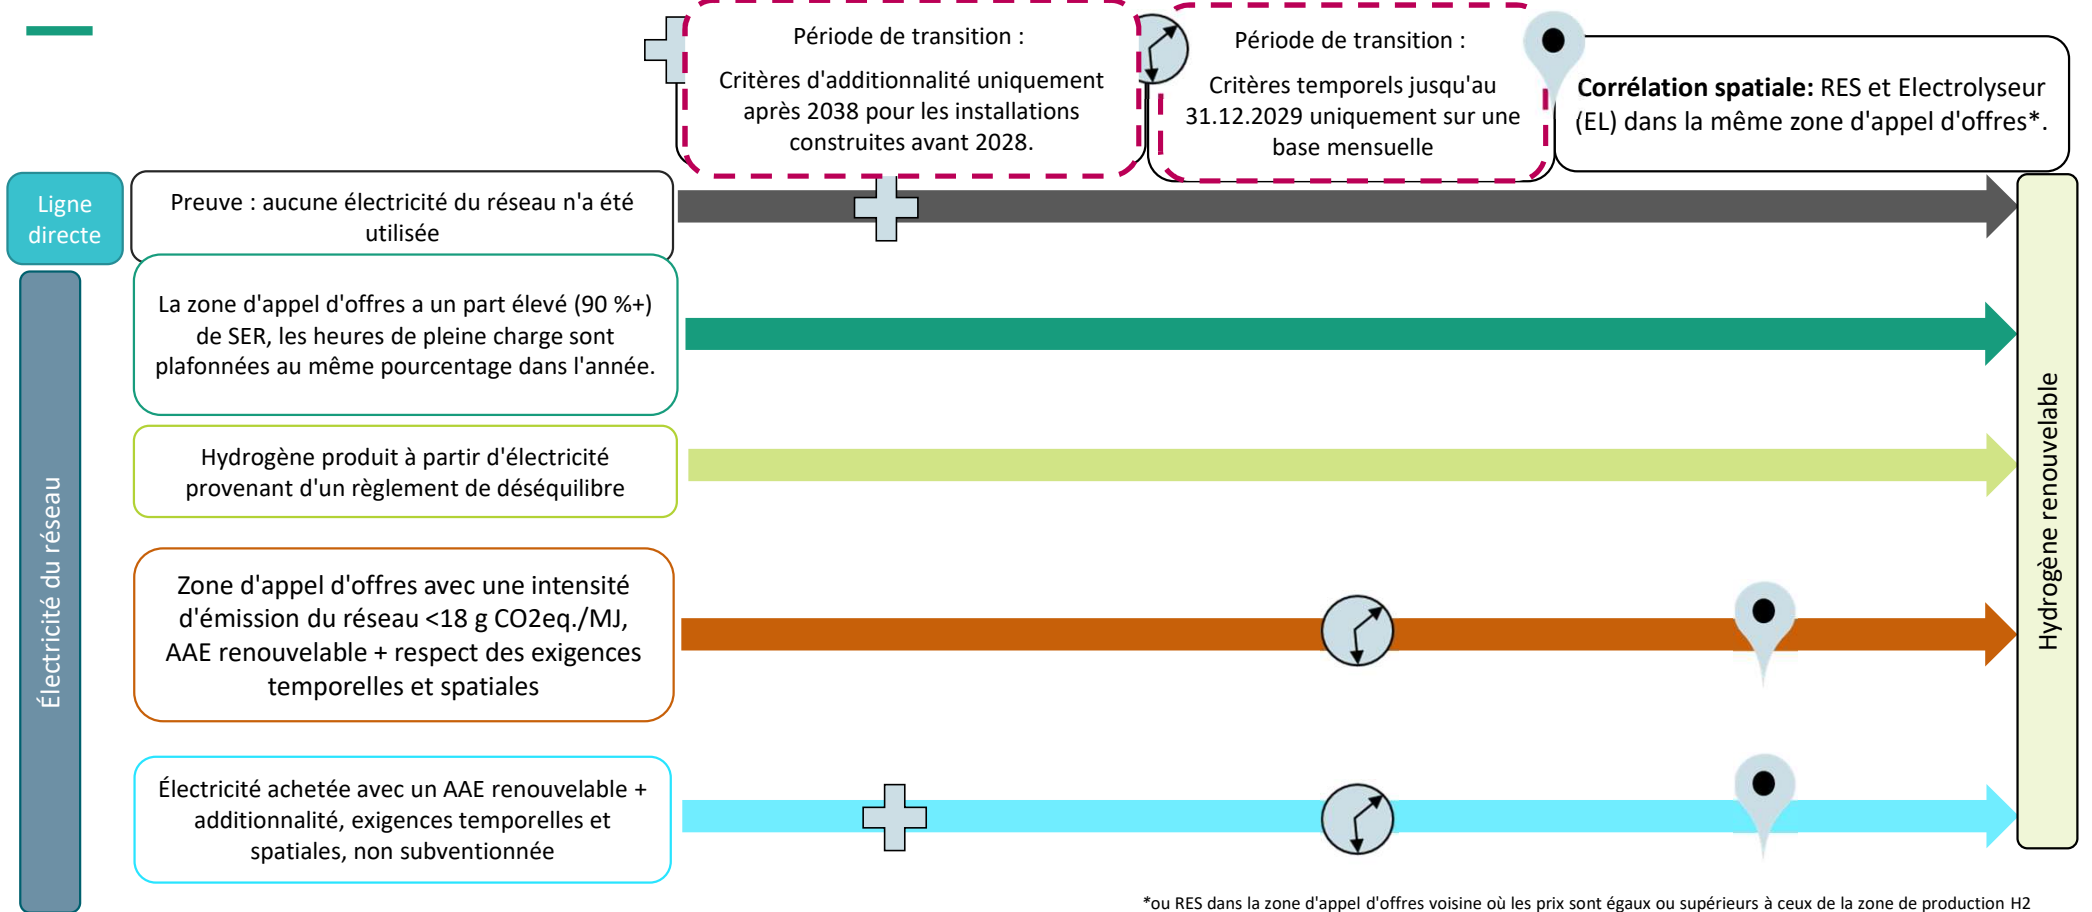 Période de transition :
Critères d'additionnalité uniquement
après 2038 pour les installations
construites avant 2028.
Période de transition :
Critères temporels jusqu'au
31.12.2029 uniquement sur une
base mensuelle
Corrélation spatiale: RES et Electrolyseur
(EL) dans la même zone d'appel d'offres*.
Ligne
directe
Preuve : aucune électricité du réseau n'a été
utilisée
Électricité du réseau
La zone d'appel d'offres a un part élevé (90 %+)
de SER, les heures de pleine charge sont
plafonnées au même pourcentage dans l'année.
Hydrogène produit à partir d'électricité
provenant d'un règlement de déséquilibre
Zone d'appel d'offres avec une intensité
d'émission du réseau <18 g CO2eq./MJ,
AAE renouvelable + respect des exigences
temporelles et spatiales
Électricité achetée avec un AAE renouvelable +
additionnalité, exigences temporelles et
spatiales, non subventionnée
Hydrogène renouvelable
*ou RES dans la zone d'appel d'offres voisine où les prix sont égaux ou supérieurs à ceux de la zone de production H2